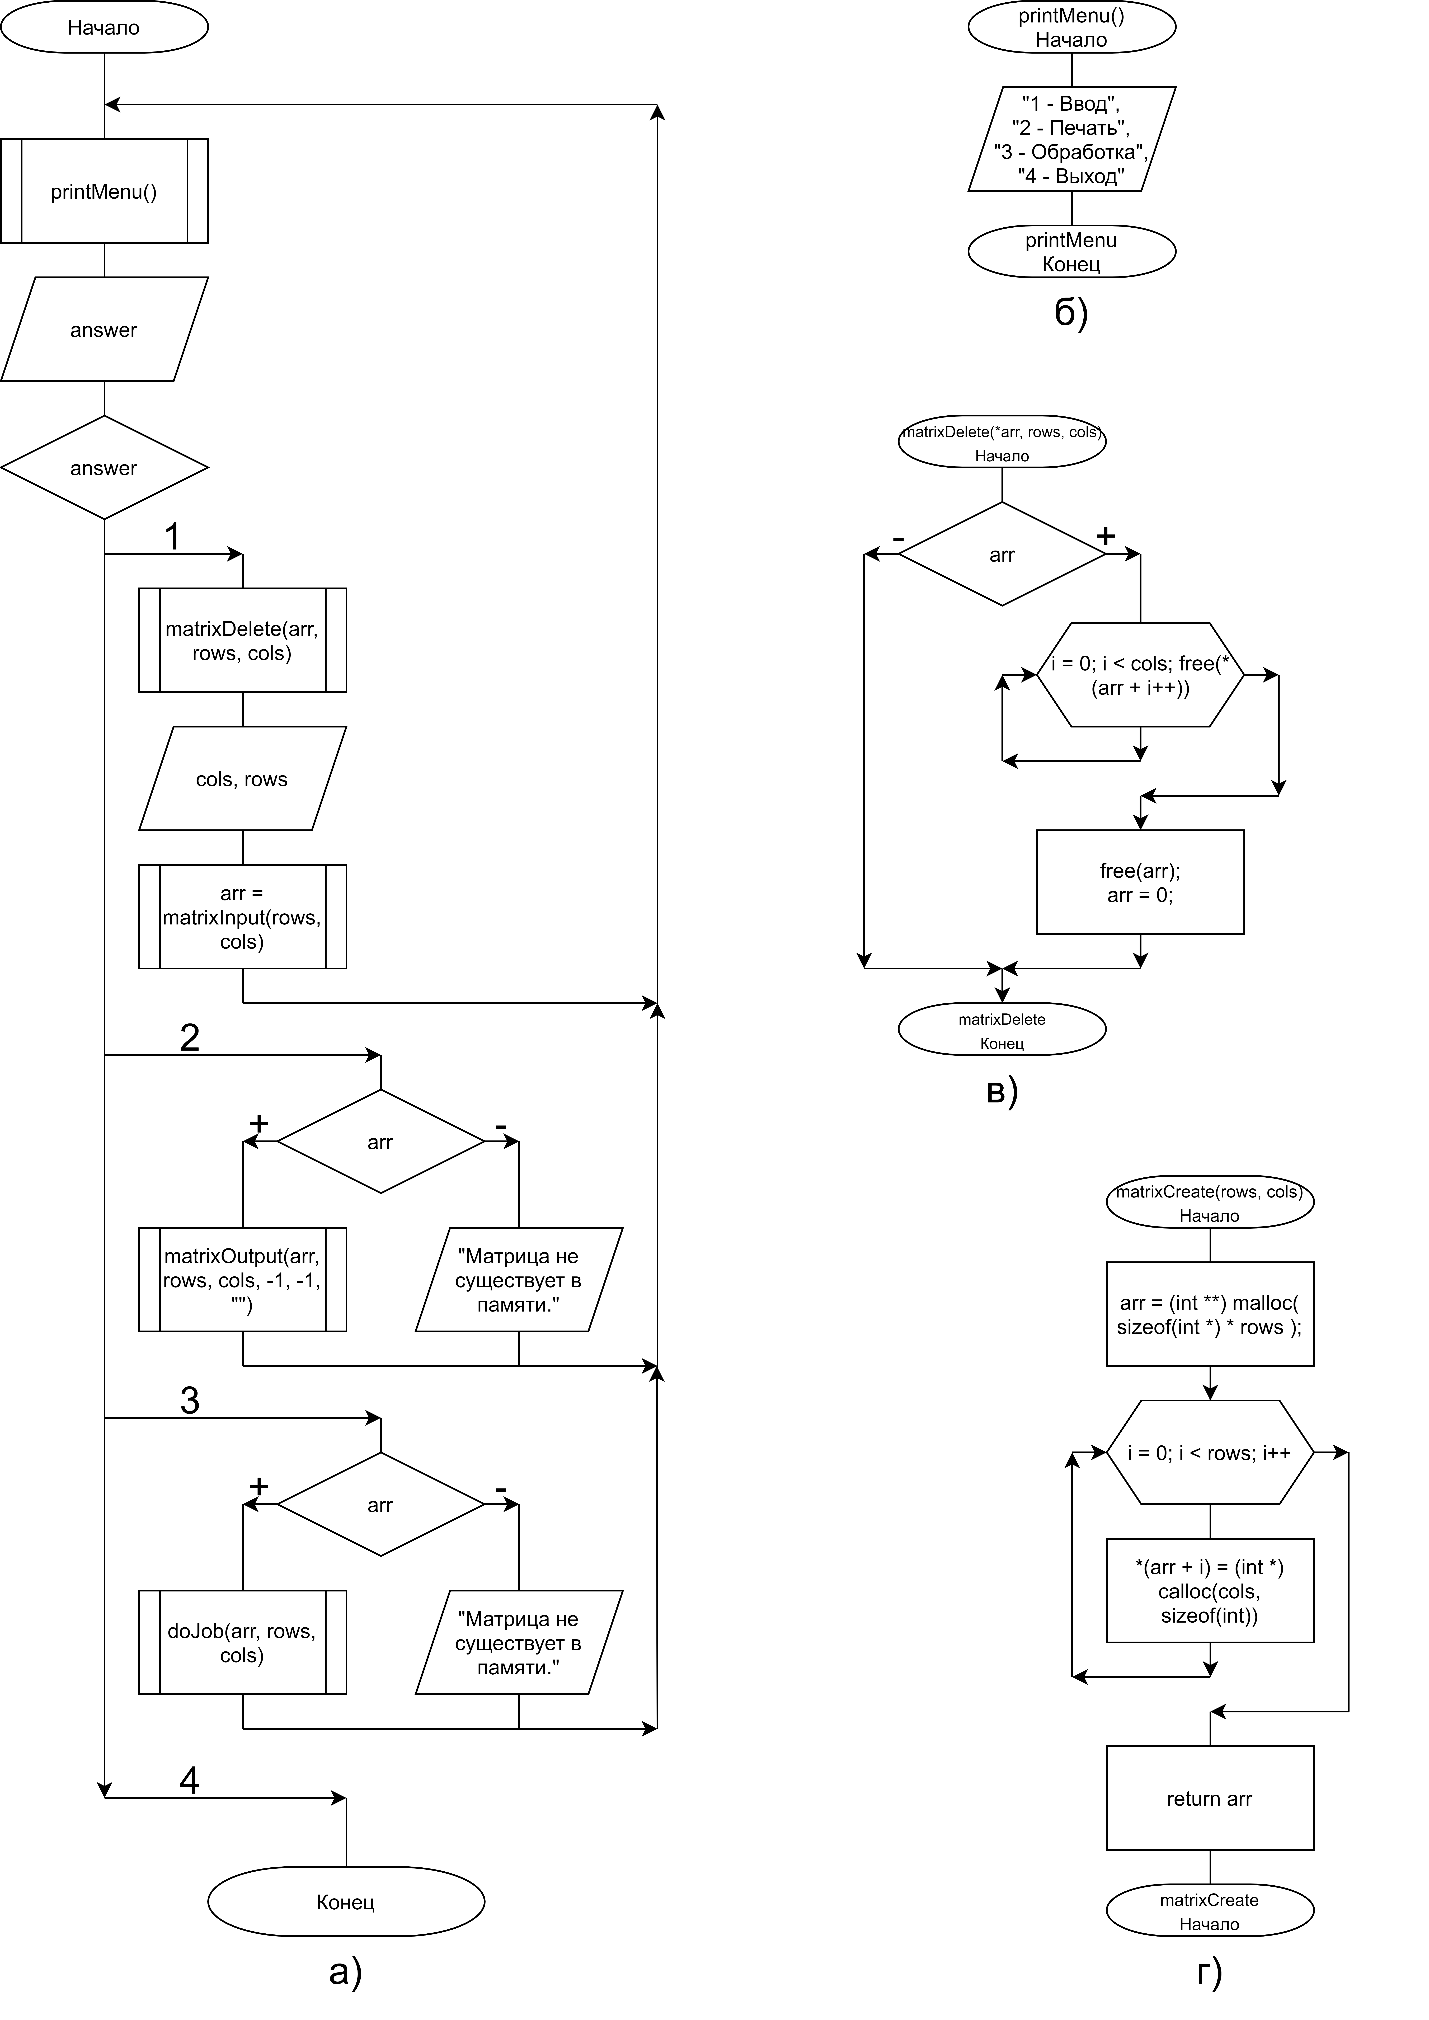 Начало
printMenu()
answer
answer
1
matrixDelete(arr,
rows, cols)
cols, rows
arr =
matrixInput(rows,
cols)
2
arr
+
-
matrixOutput(arr,
rows, cols, -1, -1,
"")
"Матрица не
существует в
памяти."
3
arr
+
-
doJob(arr, rows,
cols)
"Матрица не
существует в
памяти."
4
Конец
а)
printMenu()
Начало
"1 - Ввод",
"2 - Печать",
"3 - Обработка",
"4 - Выход"
printMenu
Конец
б)
matrixDelete(*arr, rows, cols)
Начало
-
+
arr
i = 0; i < cols; free(*
(arr + i++))
free(arr);
arr = 0;
matrixDelete
Конец
в)
matrixCreate(rows, cols)
Начало
arr = (int **) malloc(
sizeof(int *) * rows );
i = 0; i < rows; i++
*(arr + i) = (int *)
calloc(cols,
sizeof(int))
return arr
matrixCreate
Начало
г)